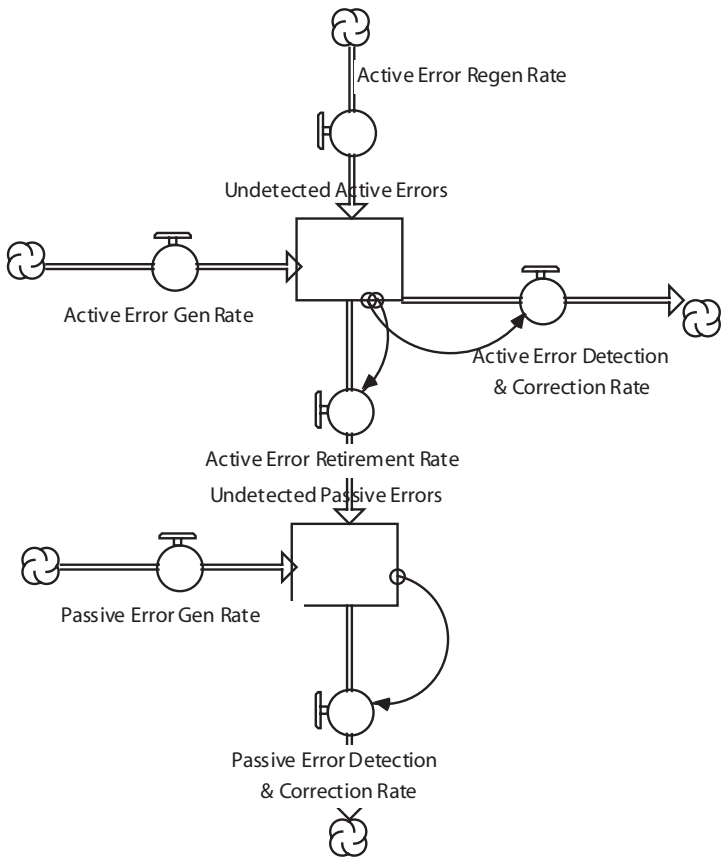 Active Error Regen Rate
Undetected Active Errors
Active Error Gen Rate
Active Error Detection
& Correction Rate
Active Error Retirement Rate
Undetected Passive Errors
Passive Error Gen Rate
Passive Error Detection
& Correction Rate